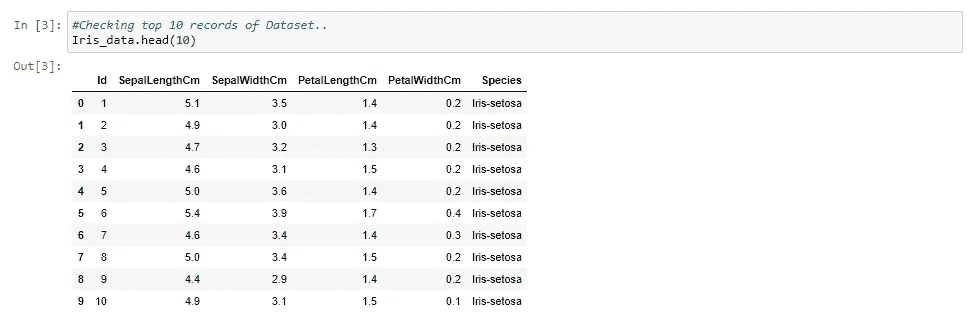 In [3]: #Checking top 10 records of Dataset..
Iris_data.head(10)
Out[3]:
Id SepalLengthCm SepalWidthCm PetalLengthCm PetalWidthCm Species
0 1 5.1 3.5 1.4 0.2 Iris-setosa
1 2 4.9 3.0 1.4 0.2 Iris-setosa
2 3 4.7 3.2 1.3 0.2 Iris-setosa
3 4 4.6 3.1 1.5 0.2 Iris-setosa
4 5 5.0 3.6 1.4 0.2 Iris-setosa
5 6 5.4 3.9 1.7 0.4 Iris-setosa
6 7 4.6 3.4 1.4 0.3 Iris-setosa
7 8 5.0 3.4 1.5 0.2 Iris-setosa
8 9 4.4 2.9 1.4 0.2 Iris-setosa
9 10 4.9 3.1 1.5 0.1 Iris-setosa